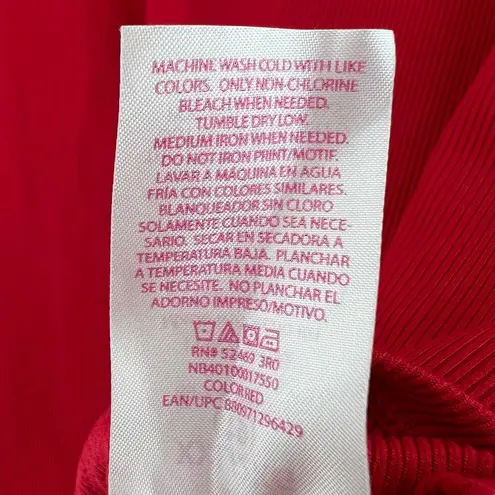 MACHINE WASH COLD WITH LIKE
COLORS. ONLY NON-CHLORINE
BLEACH WHEN NEEDED.
TUMBLE DRY LOW.
MEDIUM IRON WHEN NEEDED.
DO NOT IRON PRINT/MOTIF.
LAVAR A MÁQUINA EN AGUA
FRÍA CON COLORES SIMILARES.
BLANQUEADOR SIN CLORO
SOLAMENTE CUANDO SEA NECE-
SARIO. SECAR EN SECADORA A
TEMPERATURA BAJA. PLANCHAR
A TEMPERATURA MEDIA CUANDO
SE NECESITE. NO PLANCHAR EL
ADORNO IMPRESO/MOTIVO.
RN# 52469 3R0
NB40100017550
COLOR RED
EAN/UPC 880971296429